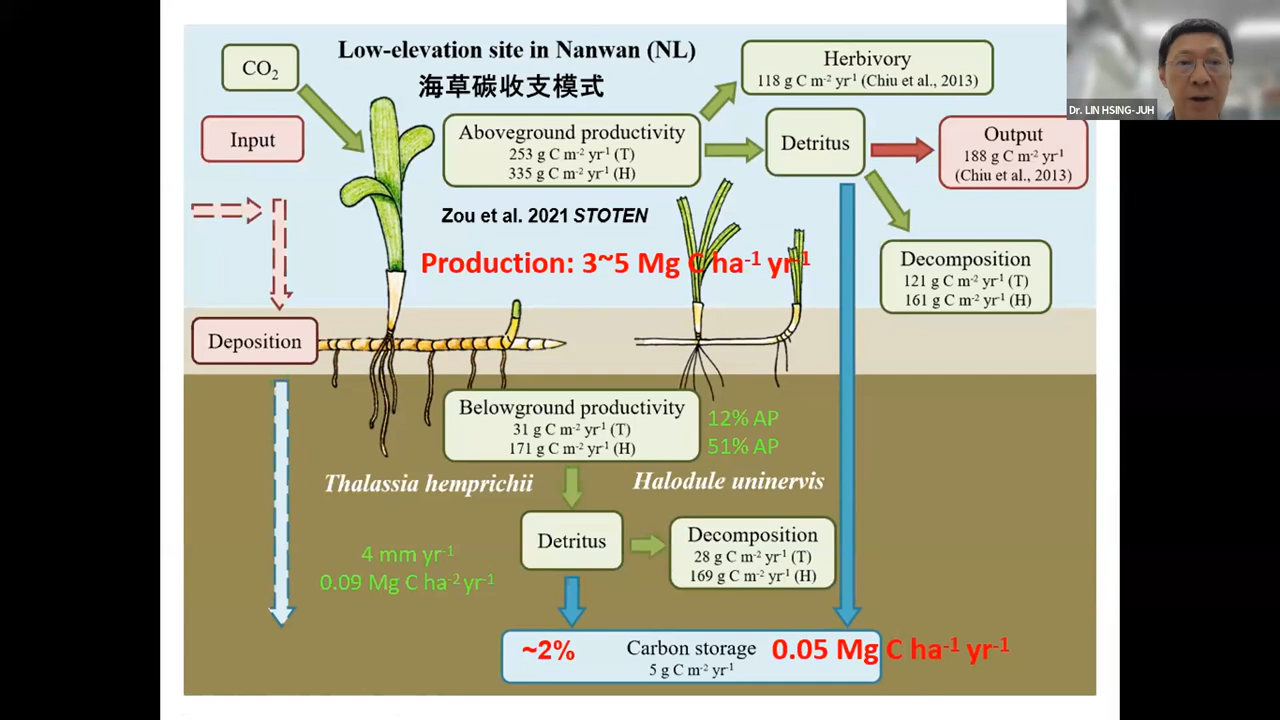 Low-elevation site in Nanwan (NL)
海草碳收支模式
CO₂
Input
Aboveground productivity
253 g C m⁻² yr⁻¹ (T)
335 g C m⁻² yr⁻¹ (H)
Herbivory
118 g C m⁻² yr⁻¹ (Chiu et al., 2013)
Detritus
Output
188 g C m⁻² yr⁻¹
(Chiu et al., 2013)
Dr. LIN HSING-JUH
Zou et al. 2021 STOTEN
Production: 3~5 Mg C ha⁻¹ yr⁻¹
Decomposition
121 g C m⁻² yr⁻¹ (T)
161 g C m⁻² yr⁻¹ (H)
Deposition
Belowground productivity
31 g C m⁻² yr⁻¹ (T)
171 g C m⁻² yr⁻¹ (H)
12% AP
51% AP
Thalassia hemprichii
Halodule uninervis
Detritus
Decomposition
28 g C m⁻² yr⁻¹ (T)
169 g C m⁻² yr⁻¹ (H)
4 mm yr⁻¹
0.09 Mg C ha⁻² yr⁻¹
~2%
Carbon storage
5 g C m⁻² yr⁻¹
0.05 Mg C ha⁻¹ yr⁻¹